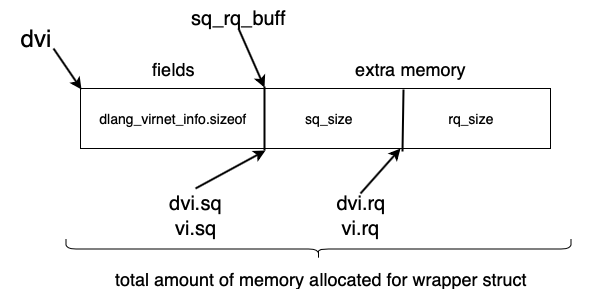 sq_rq_buff
dvi
fields
extra memory
dlang_virnet_info.sizeof
sq_size
rq_size
dvi.sq
vi.sq
dvi.rq
vi.rq
total amount of memory allocated for wrapper struct